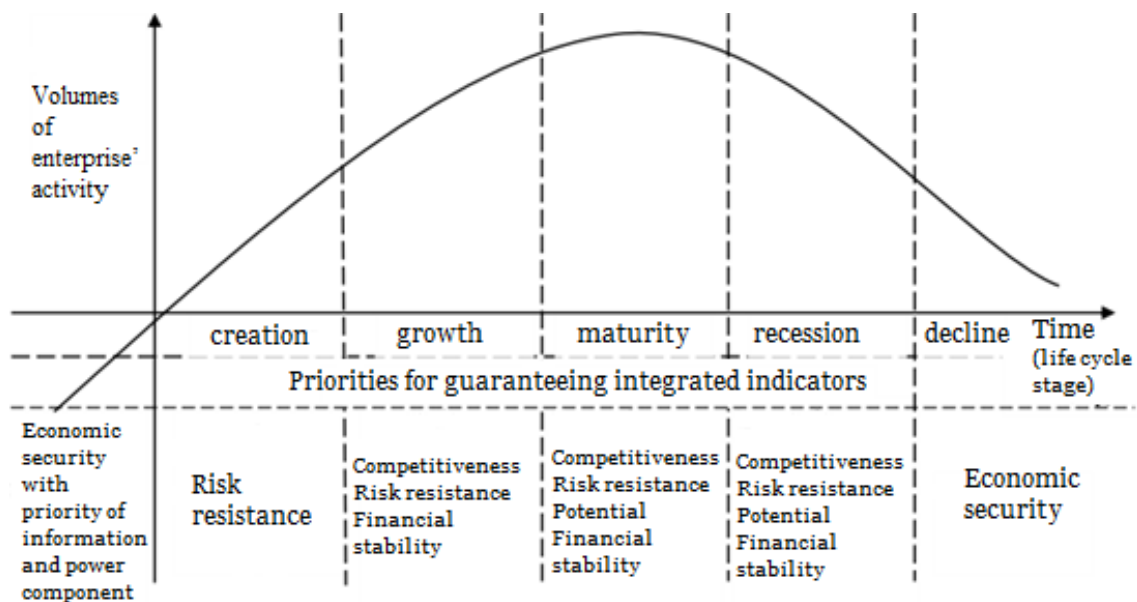 Volumes
of
enterprise’
activity
creation
growth
maturity
recession
decline
Time
(life cycle
stage)
Priorities for guaranteeing integrated indicators
Economic
security
with
priority of
information
and power
component
Risk
resistance
Competitiveness
Risk resistance
Financial
stability
Competitiveness
Risk resistance
Potential
Financial
stability
Competitiveness
Risk resistance
Potential
Financial
stability
Economic
security